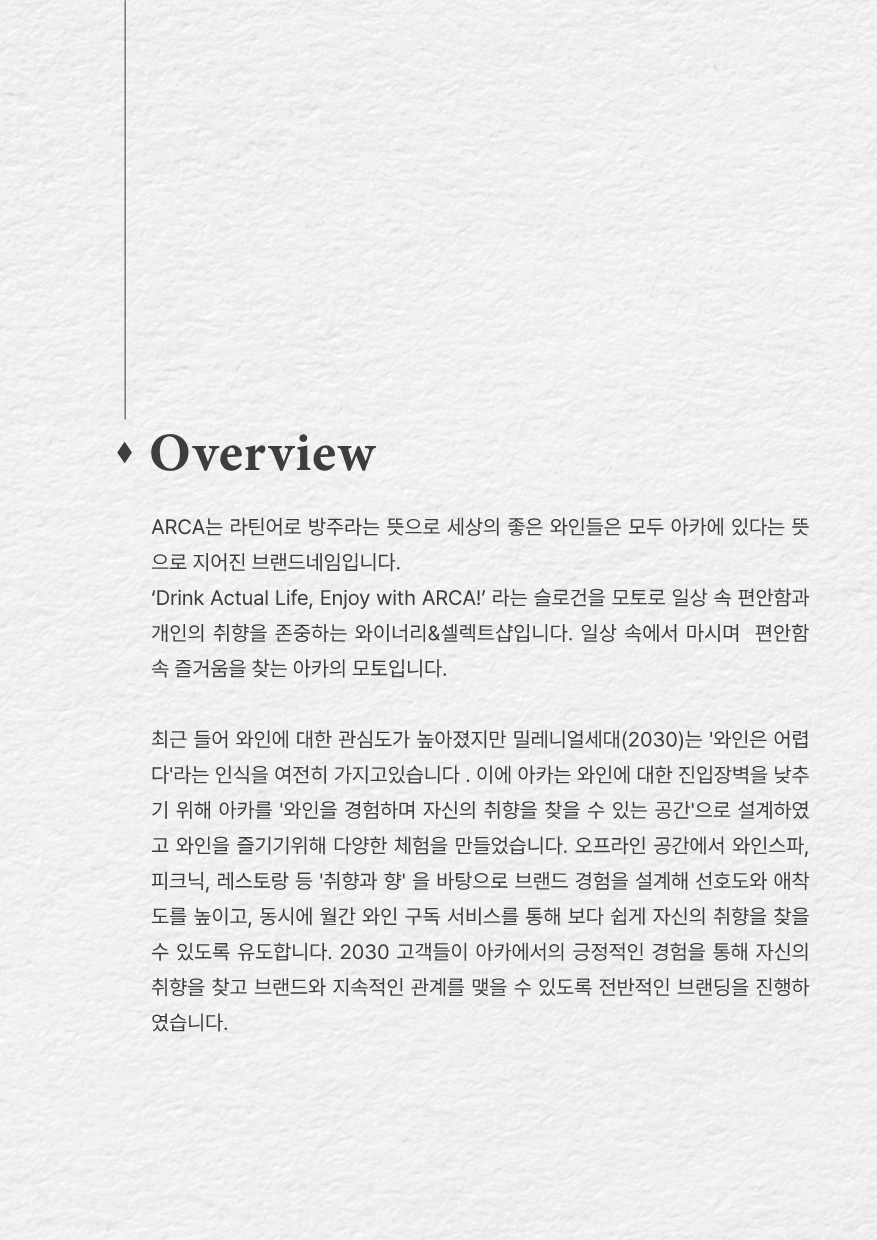 Overview
ARCA는 라틴어로 방주라는 뜻으로 세상의 좋은 와인들은 모두 아카에 있다는 뜻
으로 지어진 브랜드네임입니다.
‘Drink Actual Life, Enjoy with ARCA!’ 라는 슬로건을 모토로 일상 속 편안함과
개인의 취향을 존중하는 와이너리&셀렉트샵입니다. 일상 속에서 마시며  편안함
속 즐거움을 찾는 아카의 모토입니다.
최근 들어 와인에 대한 관심도가 높아졌지만 밀레니얼세대(2030)는 '와인은 어렵
다'라는 인식을 여전히 가지고있습니다 . 이에 아카는 와인에 대한 진입장벽을 낮추
기 위해 아카를 '와인을 경험하며 자신의 취향을 찾을 수 있는 공간'으로 설계하였
고 와인을 즐기기위해 다양한 체험을 만들었습니다. 오프라인 공간에서 와인스파,
피크닉, 레스토랑 등 '취향과 향' 을 바탕으로 브랜드 경험을 설계해 선호도와 애착
도를 높이고, 동시에 월간 와인 구독 서비스를 통해 보다 쉽게 자신의 취향을 찾을
수 있도록 유도합니다. 2030 고객들이 아카에서의 긍정적인 경험을 통해 자신의
취향을 찾고 브랜드와 지속적인 관계를 맺을 수 있도록 전반적인 브랜딩을 진행하
였습니다.